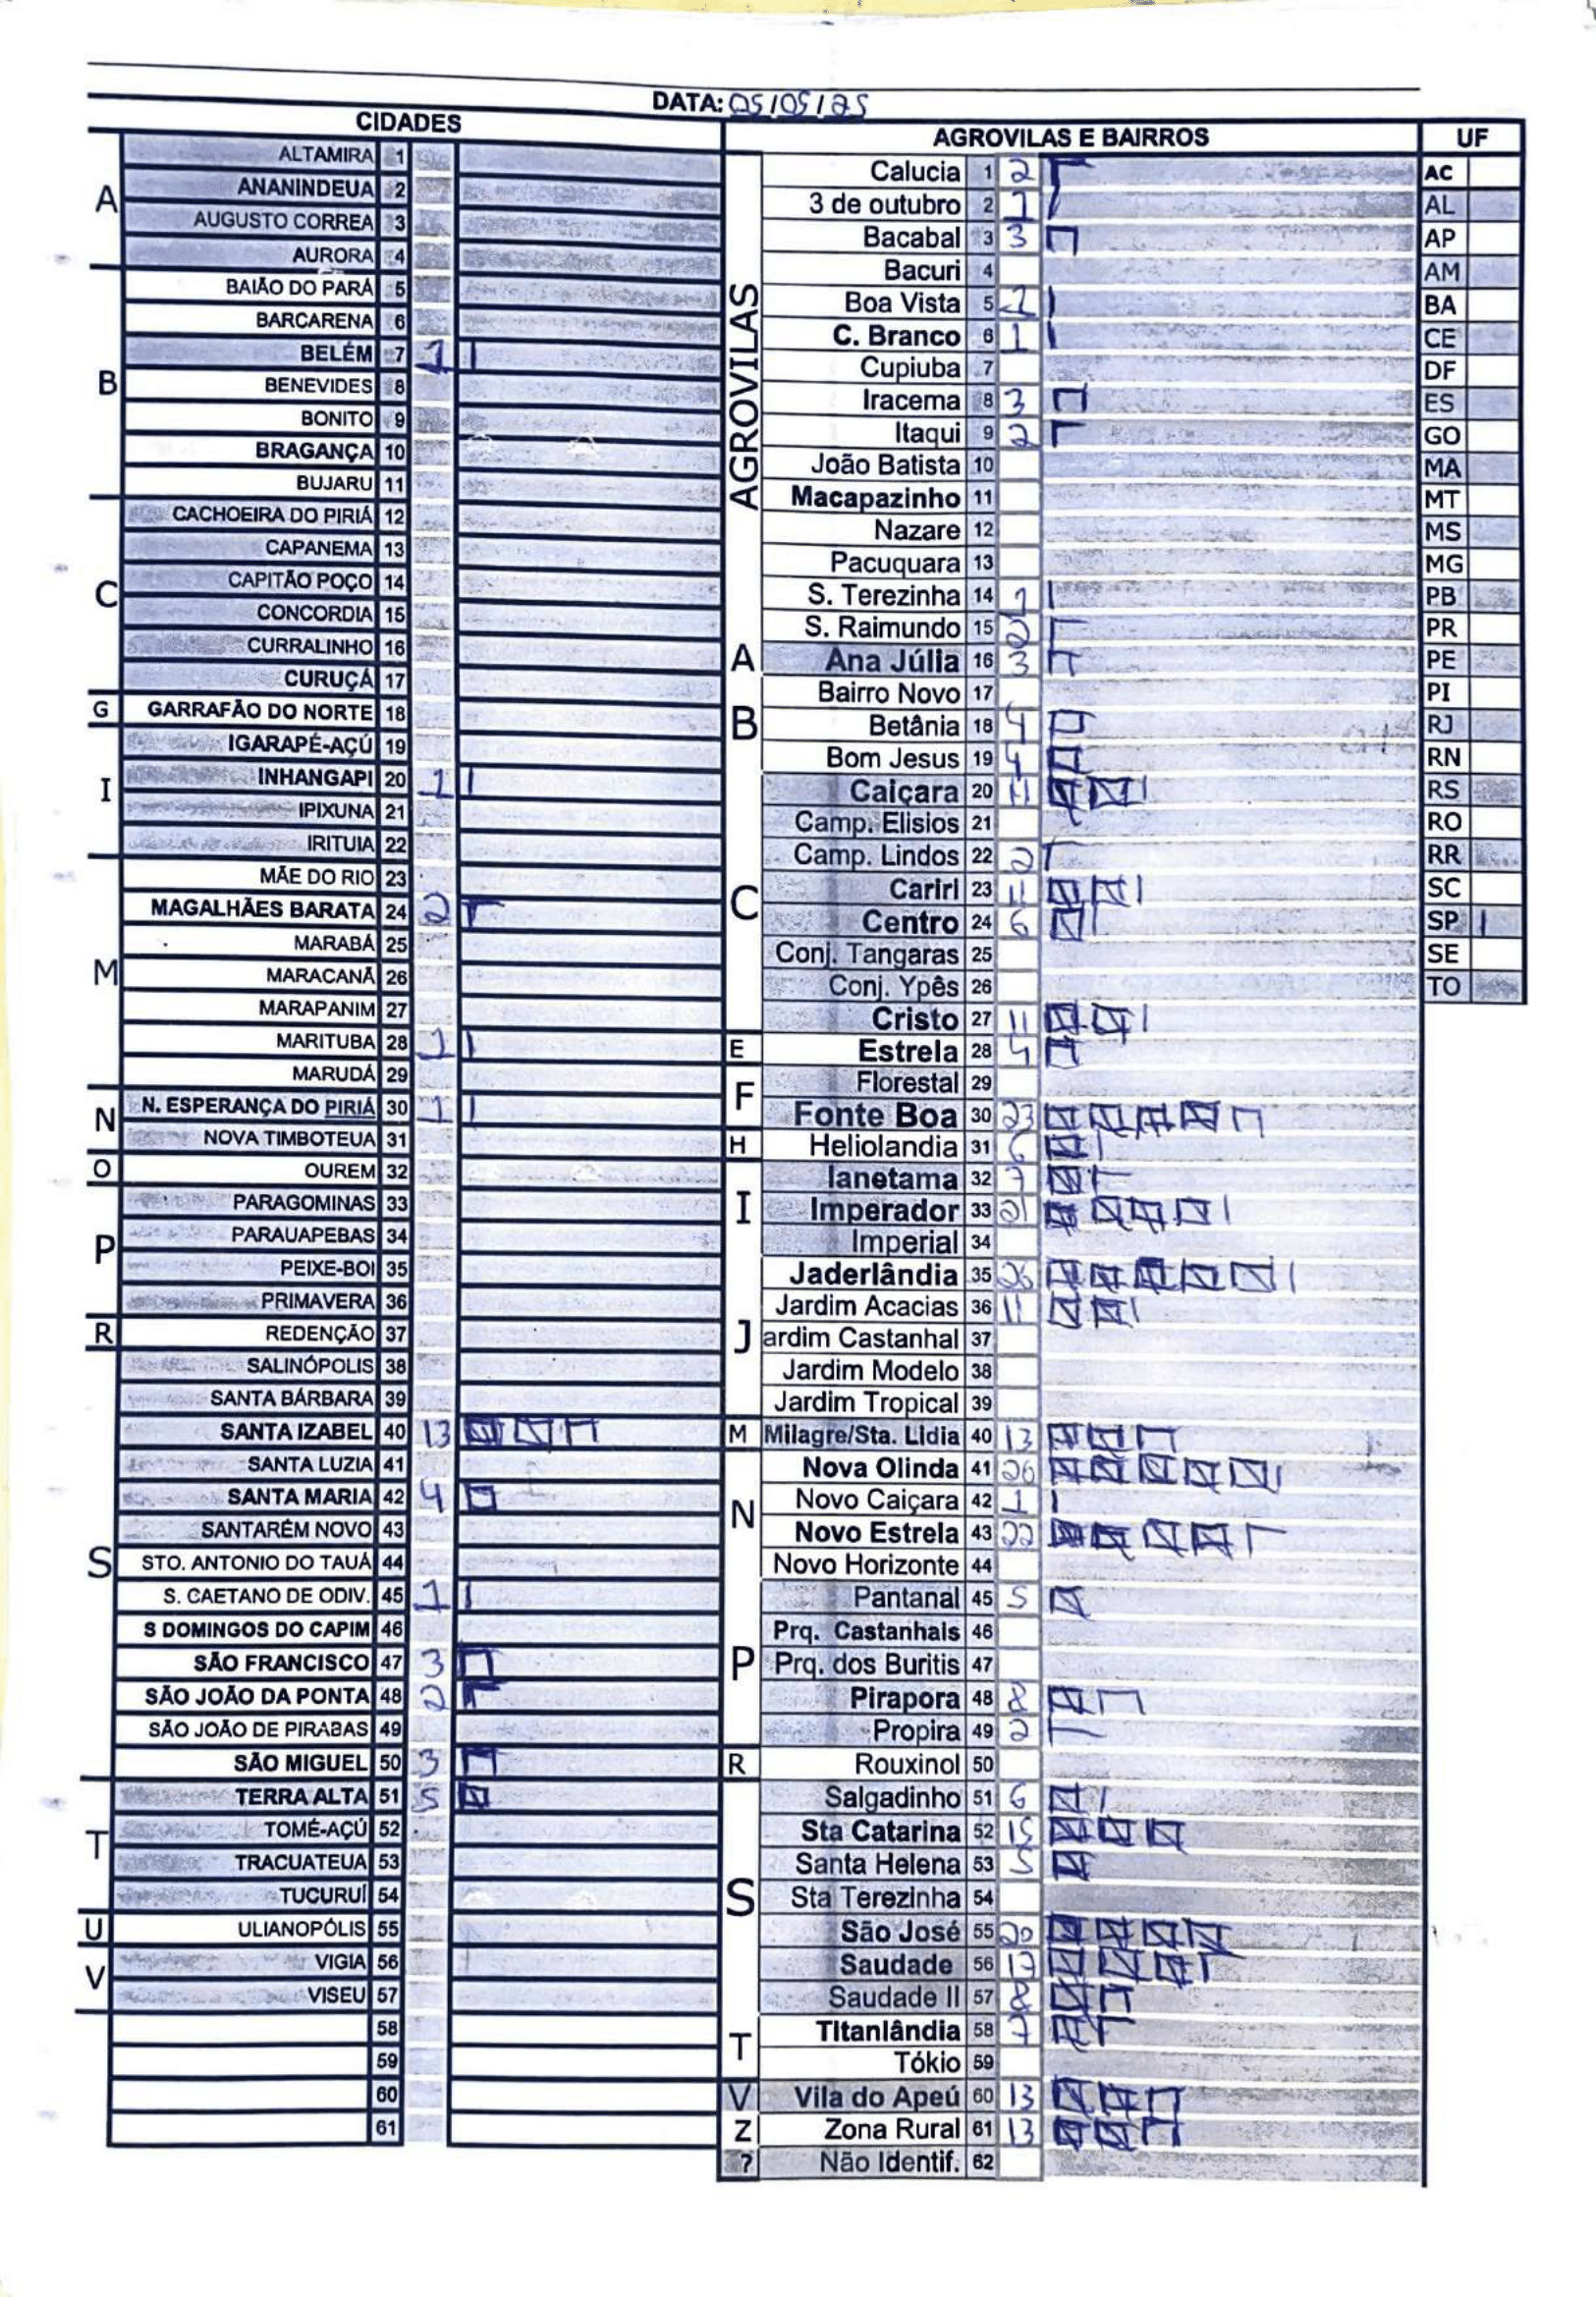 DATA: 05/05/25
CIDADES
A
ALTAMIRA 1
ANANINDEUA 2
AUGUSTO CORREA 3
AURORA 4
B
BAIÃO DO PARÁ 5
BARCARENA 6
BELÉM 7 1
BENEVIDES 8
BONITO 9
BRAGANÇA 10
BUJARU 11
C
CACHOEIRA DO PIRIÁ 12
CAPANEMA 13
CAPITÃO POÇO 14
CONCORDIA 15
CURRALINHO 16
CURUÇÁ 17
G
GARRAFÃO DO NORTE 18
I
IGARAPÉ-AÇÚ 19
INHANGAPI 20 1
IPIXUNA 21
IRITUIA 22
M
MÃE DO RIO 23
MAGALHÃES BARATA 24 2
MARABÁ 25
MARACANÃ 26
MARAPANIM 27
MARITUBA 28 1
MARUDÁ 29
N
N. ESPERANÇA DO PIRIÁ 30 1
NOVA TIMBOTEUA 31
O
OUREM 32
P
PARAGOMINAS 33
PARAUAPEBAS 34
PEIXE-BOI 35
PRIMAVERA 36
R
REDENÇÃO 37
S
SALINÓPOLIS 38
SANTA BÁRBARA 39
SANTA IZABEL 40 13
SANTA LUZIA 41
SANTA MARIA 42 4
SANTARÉM NOVO 43
STO. ANTONIO DO TAUÁ 44
S. CAETANO DE ODIV. 45 1
S DOMINGOS DO CAPIM 46
SÃO FRANCISCO 47 3
SÃO JOÃO DA PONTA 48 2
SÃO JOÃO DE PIRABAS 49
SÃO MIGUEL 50 3
T
TERRA ALTA 51 5
TOMÉ-AÇÚ 52
TRACUATEUA 53
TUCURUÍ 54
U
ULIANOPÓLIS 55
V
VIGIA 56
VISEU 57
58
59
60
61
AGROVILAS E BAIRROS
AGROVILAS
Calucia 1 2
3 de outubro 2 1
Bacabal 3 3
Bacuri 4
Boa Vista 5 1
C. Branco 6 1
Cupiuba 7
Iracema 8 3
Itaqui 9 2
João Batista 10
Macapazinho 11
Nazare 12
Pacuquara 13
S. Terezinha 14 1
S. Raimundo 15 2
A
Ana Júlia 16 3
B
Bairro Novo 17
Betânia 18 4
Bom Jesus 19 4
C
Caiçara 20 11
Camp. Elisios 21
Camp. Lindos 22 2
Cariri 23 11
Centro 24 6
Conj. Tangaras 25
Conj. Ypês 26
Cristo 27 11
E
Estrela 28 4
F
Florestal 29
Fonte Boa 30 23
H
Heliolandia 31 6
I
Ianetama 32 7
Imperador 33 21
Imperial 34
J
Jaderlândia 35 26
Jardim Acacias 36 11
ardim Castanhal 37
Jardim Modelo 38
Jardim Tropical 39
M
Milagre/Sta. Lidia 40 13
N
Nova Olinda 41 26
Novo Caiçara 42 1
Novo Estrela 43 22
Novo Horizonte 44
P
Pantanal 45 5
Prq. Castanhais 46
Prq. dos Buritis 47
Pirapora 48 8
Propira 49 2
R
Rouxinol 50
S
Salgadinho 51 6
Sta Catarina 52 15
Santa Helena 53 5
Sta Terezinha 54
São José 55 20
Saudade 56 17
Saudade II 57 8
T
Titanlândia 58 7
Tókio 59
V
Vila do Apeú 60 13
Z
Zona Rural 61 13
?
Não Identif. 62
UF
AC
AL
AP
AM
BA
CE
DF
ES
GO
MA
MT
MS
MG
PB
PR
PE
PI
RJ
RN
RS
RO
RR
SC
SP 1
SE
TO